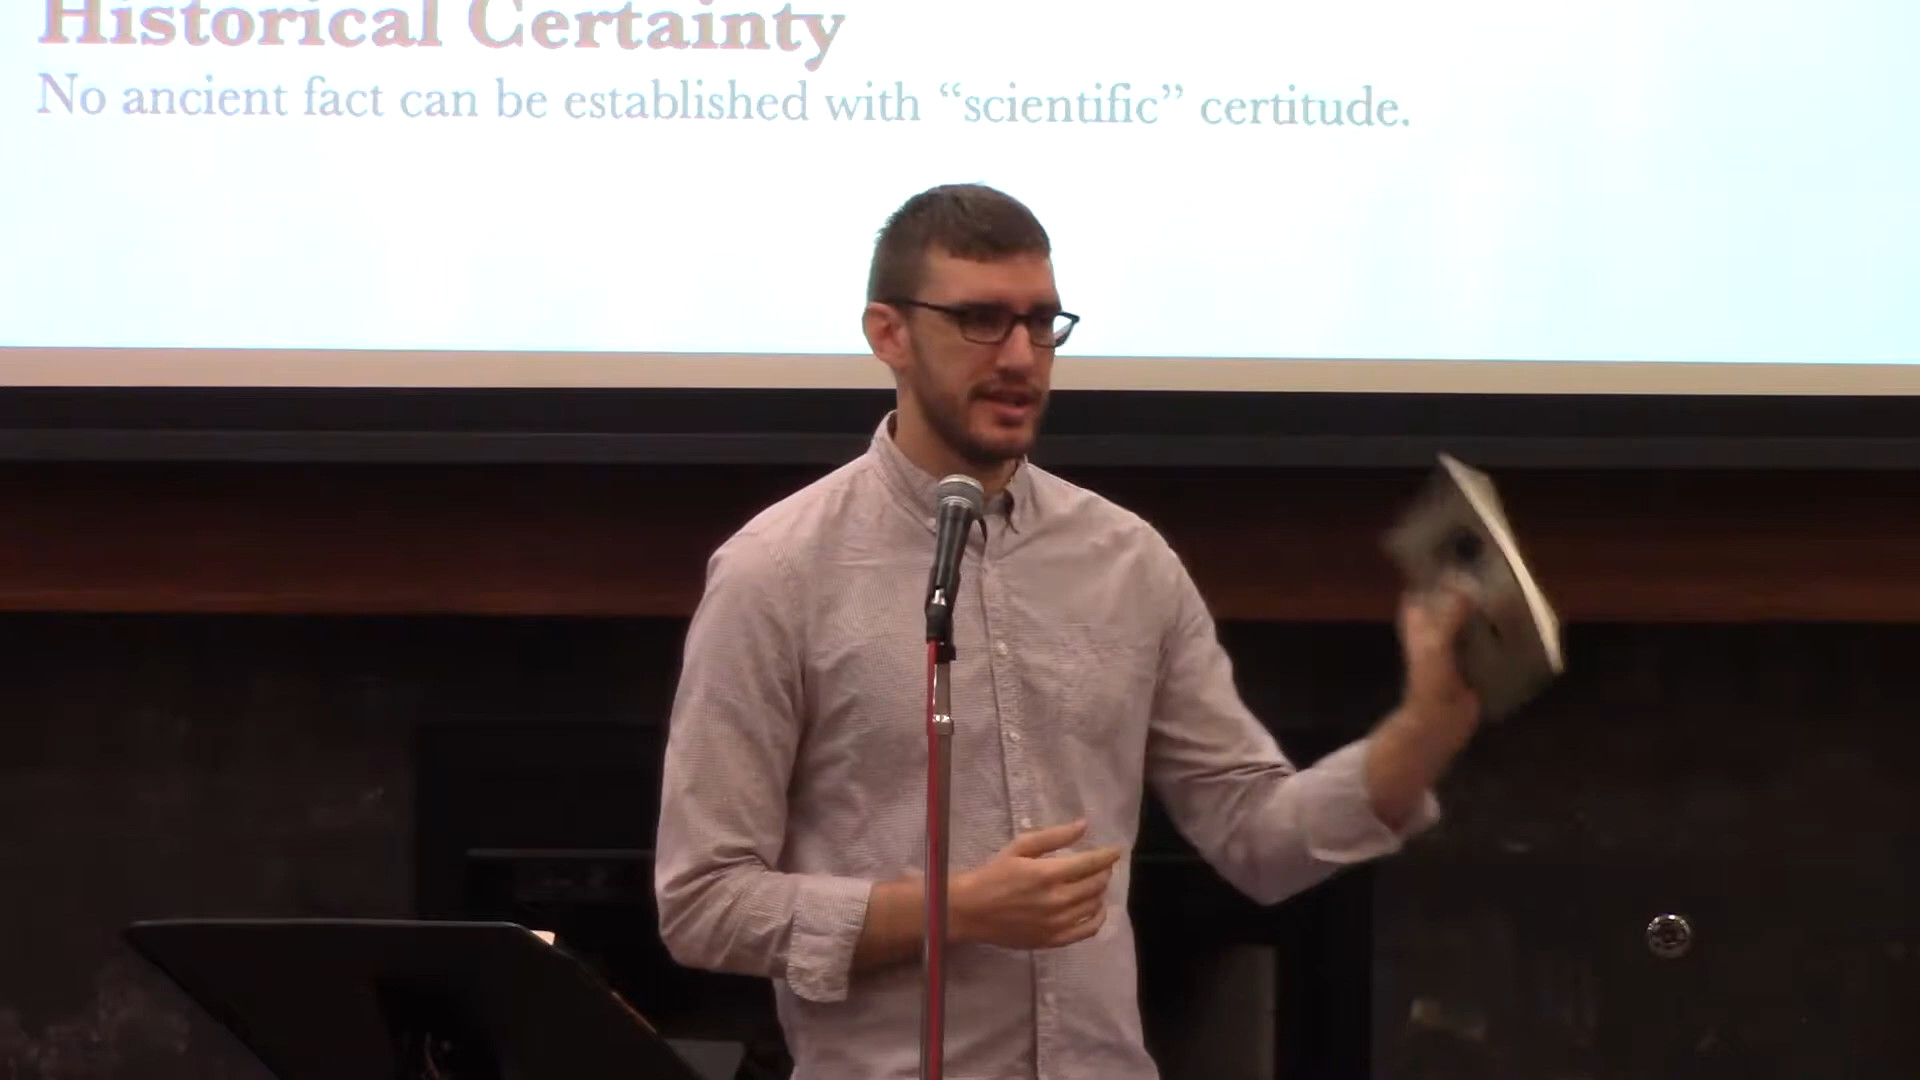 Historical Certainty
No ancient fact can be established with “scientific” certitude.